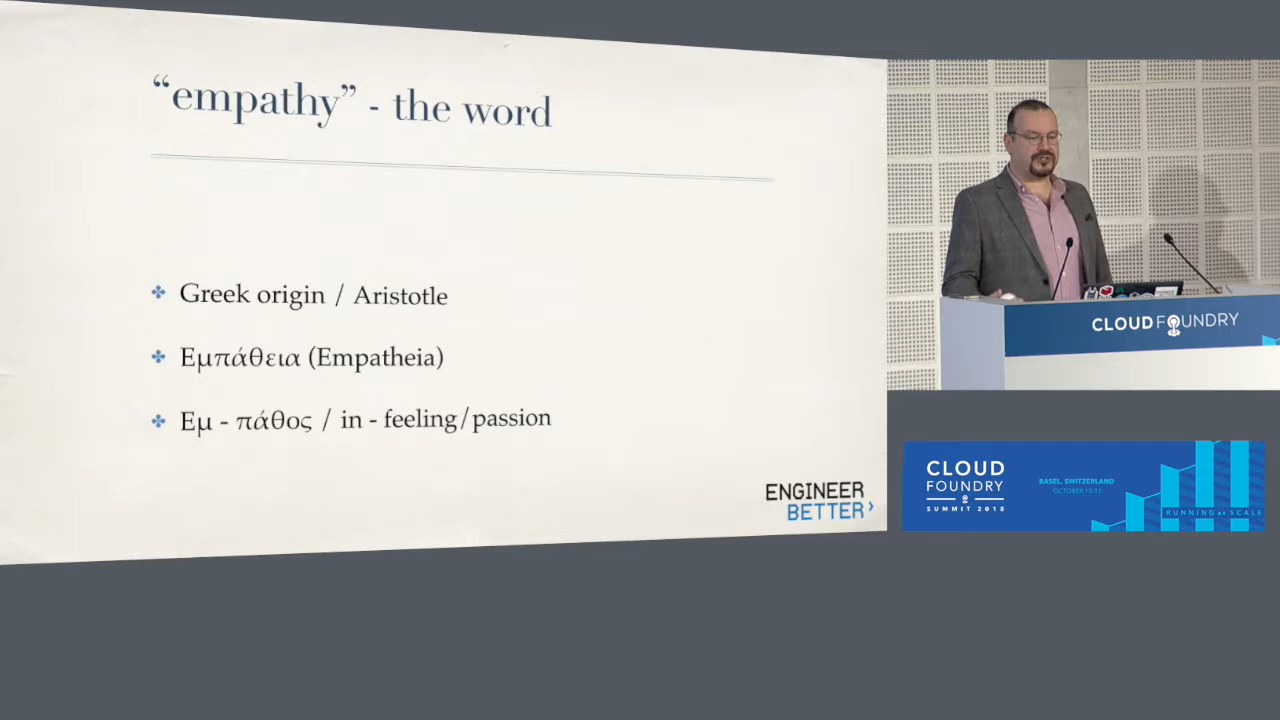 “empathy” - the word
Greek origin / Aristotle
Εμπάθεια (Empatheia)
Εμ - πάθος / in - feeling/passion
ENGINEER
BETTER
CLOUD FOUNDRY
CLOUD
FOUNDRY
SUMMIT 2018
BASEL, SWITZERLAND
OCTOBER 10-11
RUNNING AT SCALE